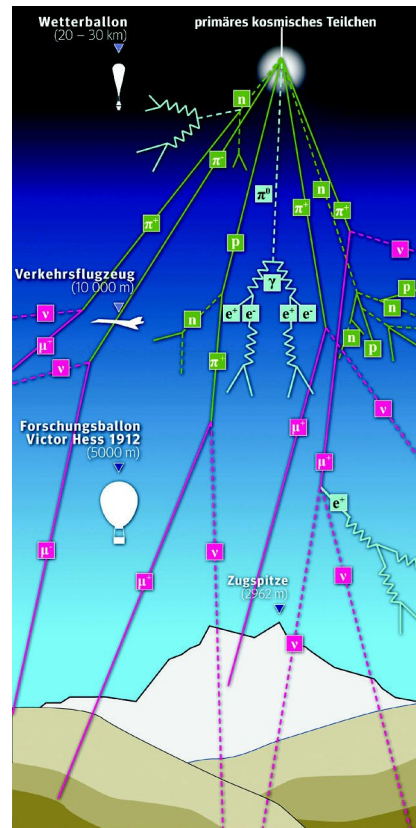 Wetterballon
(20 – 30 km)
primäres kosmisches Teilchen
n
π⁻
π⁰
n
π⁺
π⁺
π⁺
p
ν
Verkehrsflugzeug
(10 000 m)
γ
p
ν
e⁺
e⁻
e⁺
e⁻
n
n
p
μ⁺
ν
π⁺
ν
Forschungsballon
Victor Hess 1912
(5000 m)
μ⁺
μ⁺
e⁺
μ⁻
ν
μ⁺
ν
Zugspitze
(2962 m)
ν